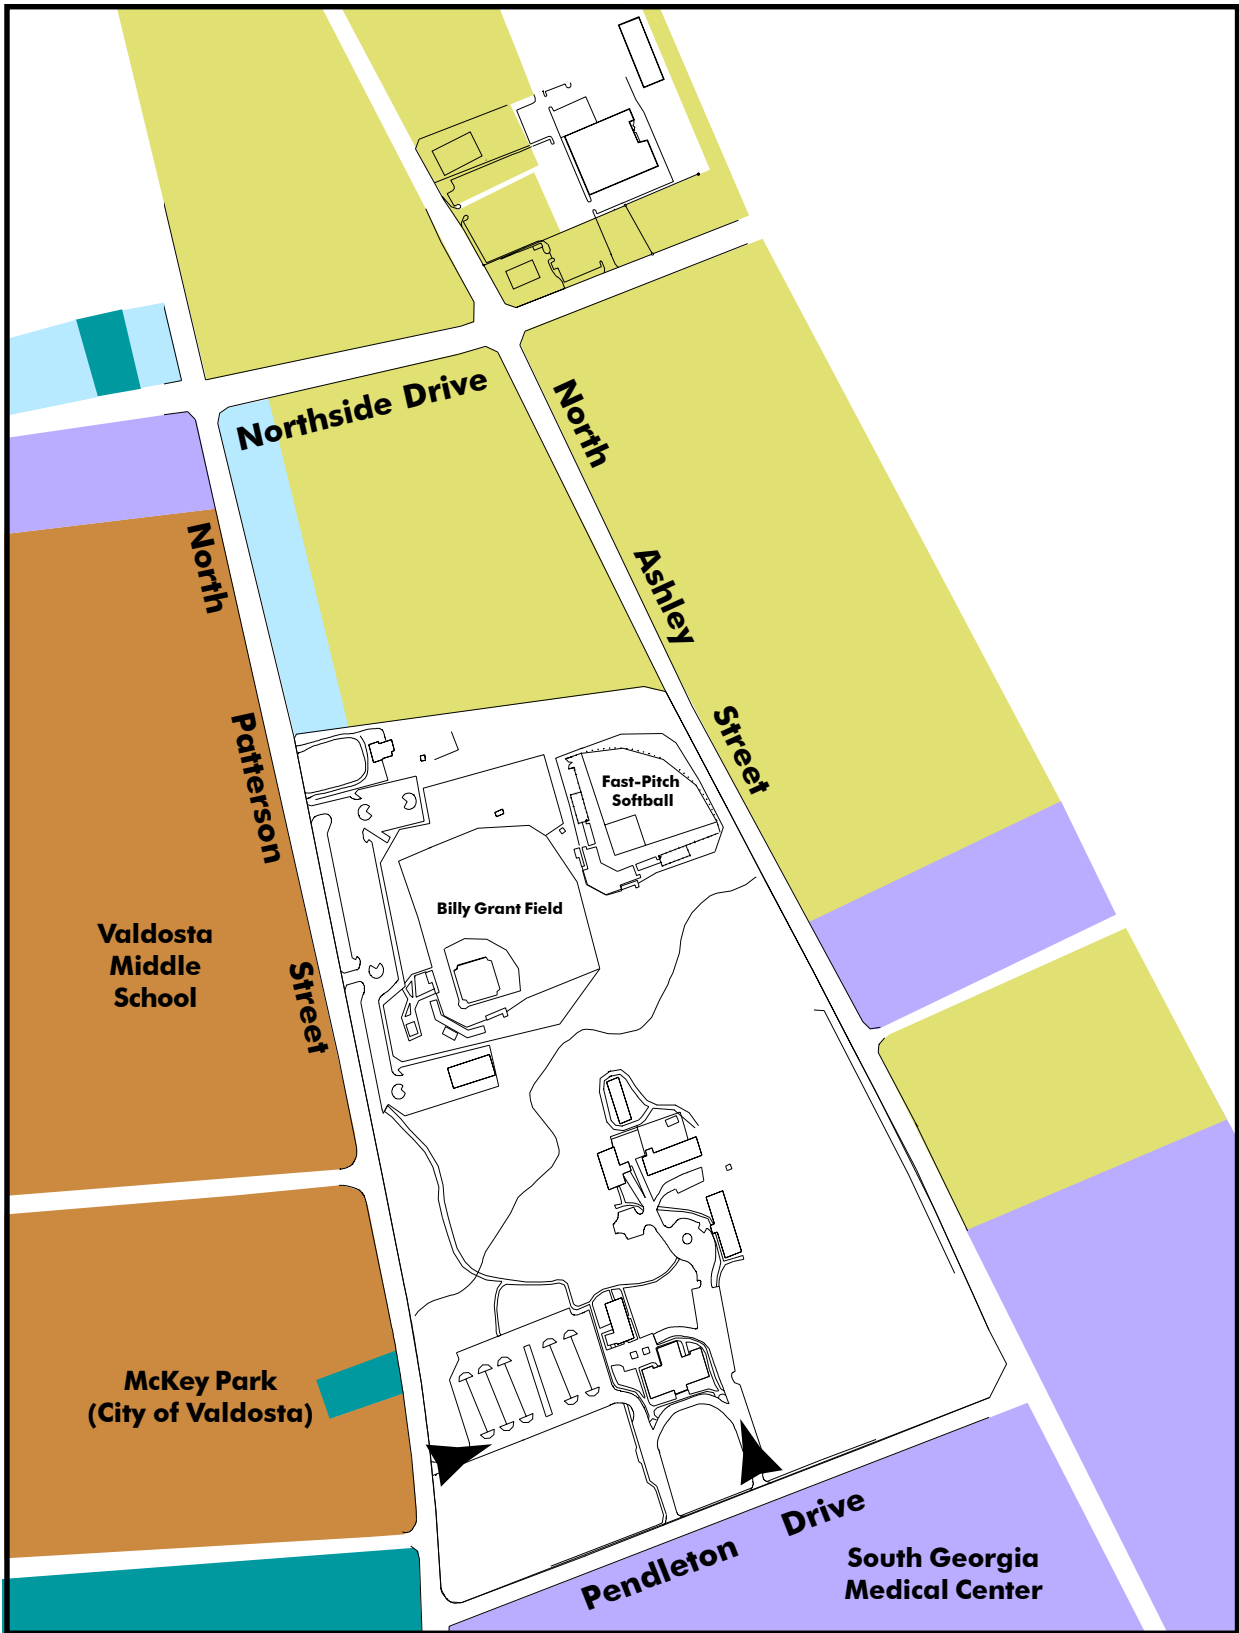 Northside Drive
North
Ashley
Street
North
Patterson
Street
Fast-Pitch
Softball
Billy Grant Field
Valdosta
Middle
School
McKey Park
(City of Valdosta)
Pendleton Drive
South Georgia
Medical Center